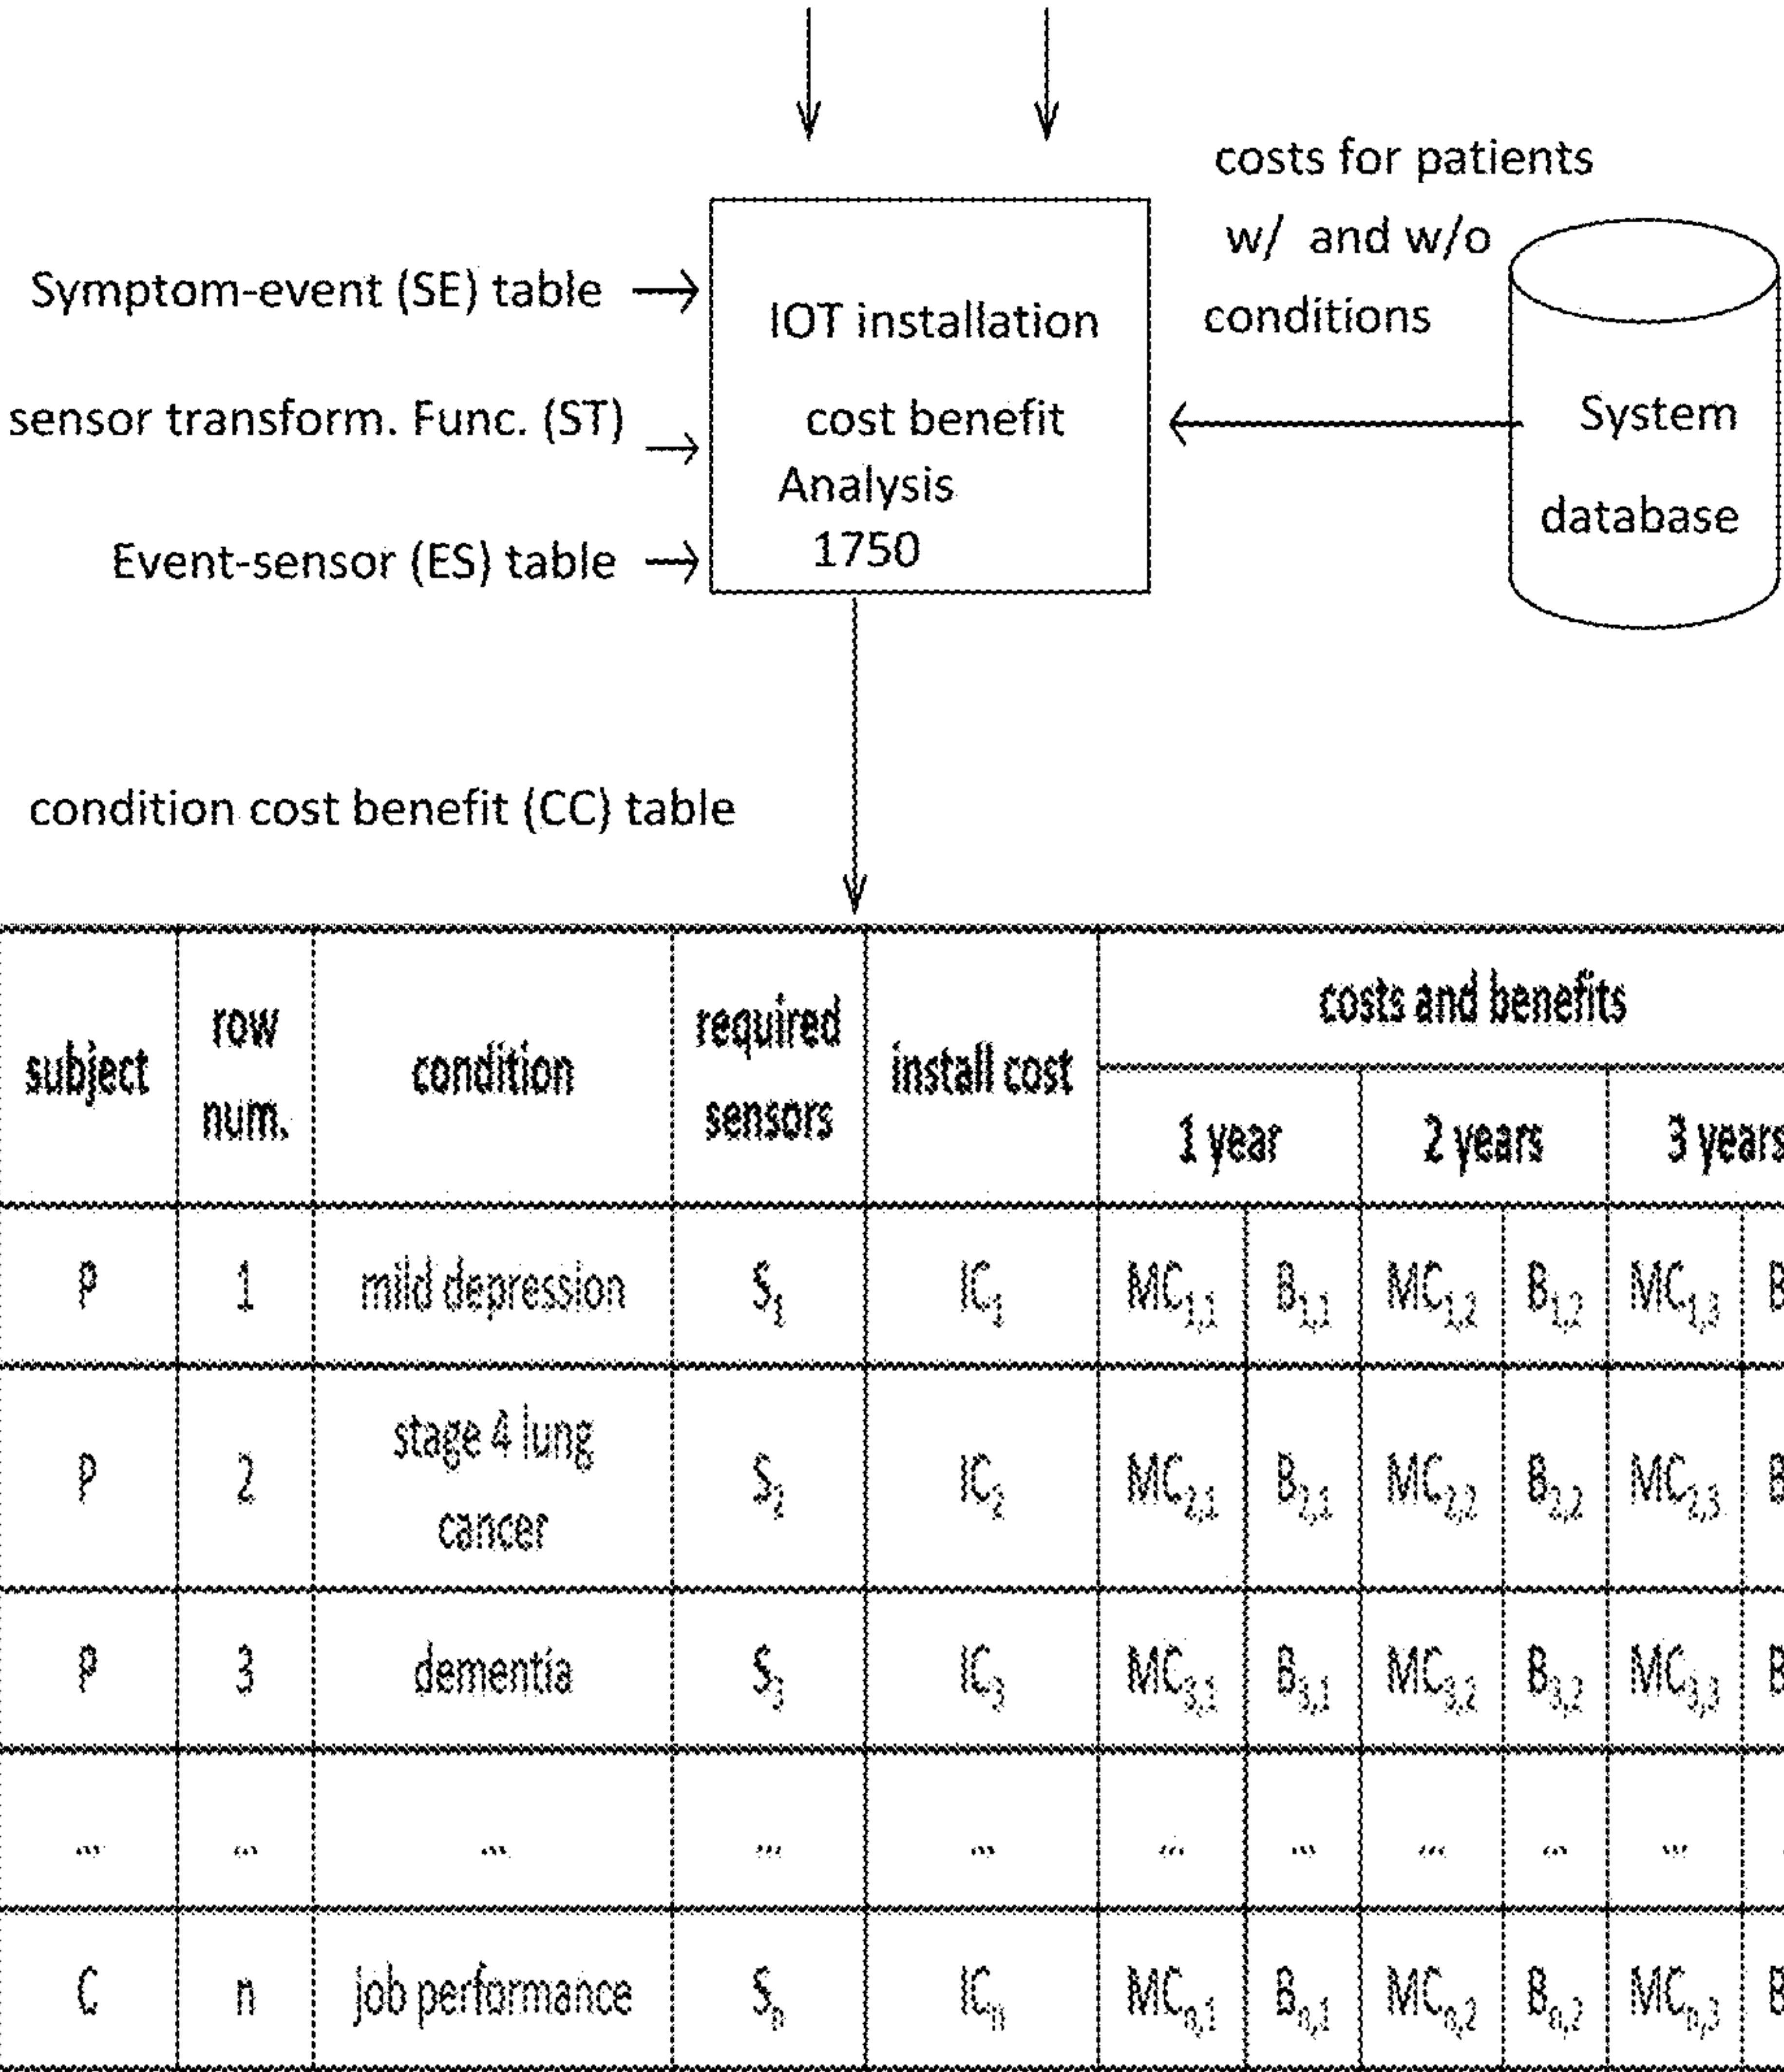 costs for patients
w/ and w/o
conditions
Symptom-event (SE) table
sensor transform. Func. (ST)
Event-sensor (ES) table
IOT installation
cost benefit
Analysis
1750
System
database
condition cost benefit (CC) table
subject row num. condition required sensors install cost costs and benefits
1 year 2 years 3 years
P 1 mild depression S₁ IC₁ MC₁,₁ B₁,₁ MC₁,₂ B₁,₂ MC₁,₃ B
P 2 stage 4 lung cancer S₂ IC₂ MC₂,₁ B₂,₁ MC₂,₂ B₂,₂ MC₂,₃ B
P 3 dementia S₃ IC₃ MC₃,₁ B₃,₁ MC₃,₂ B₃,₂ MC₃,₃ B
... ... ... ... ... ... ... ... ... ...
C n job performance Sₙ ICₙ MCₙ,₁ Bₙ,₁ MCₙ,₂ Bₙ,₂ MCₙ,₃ B